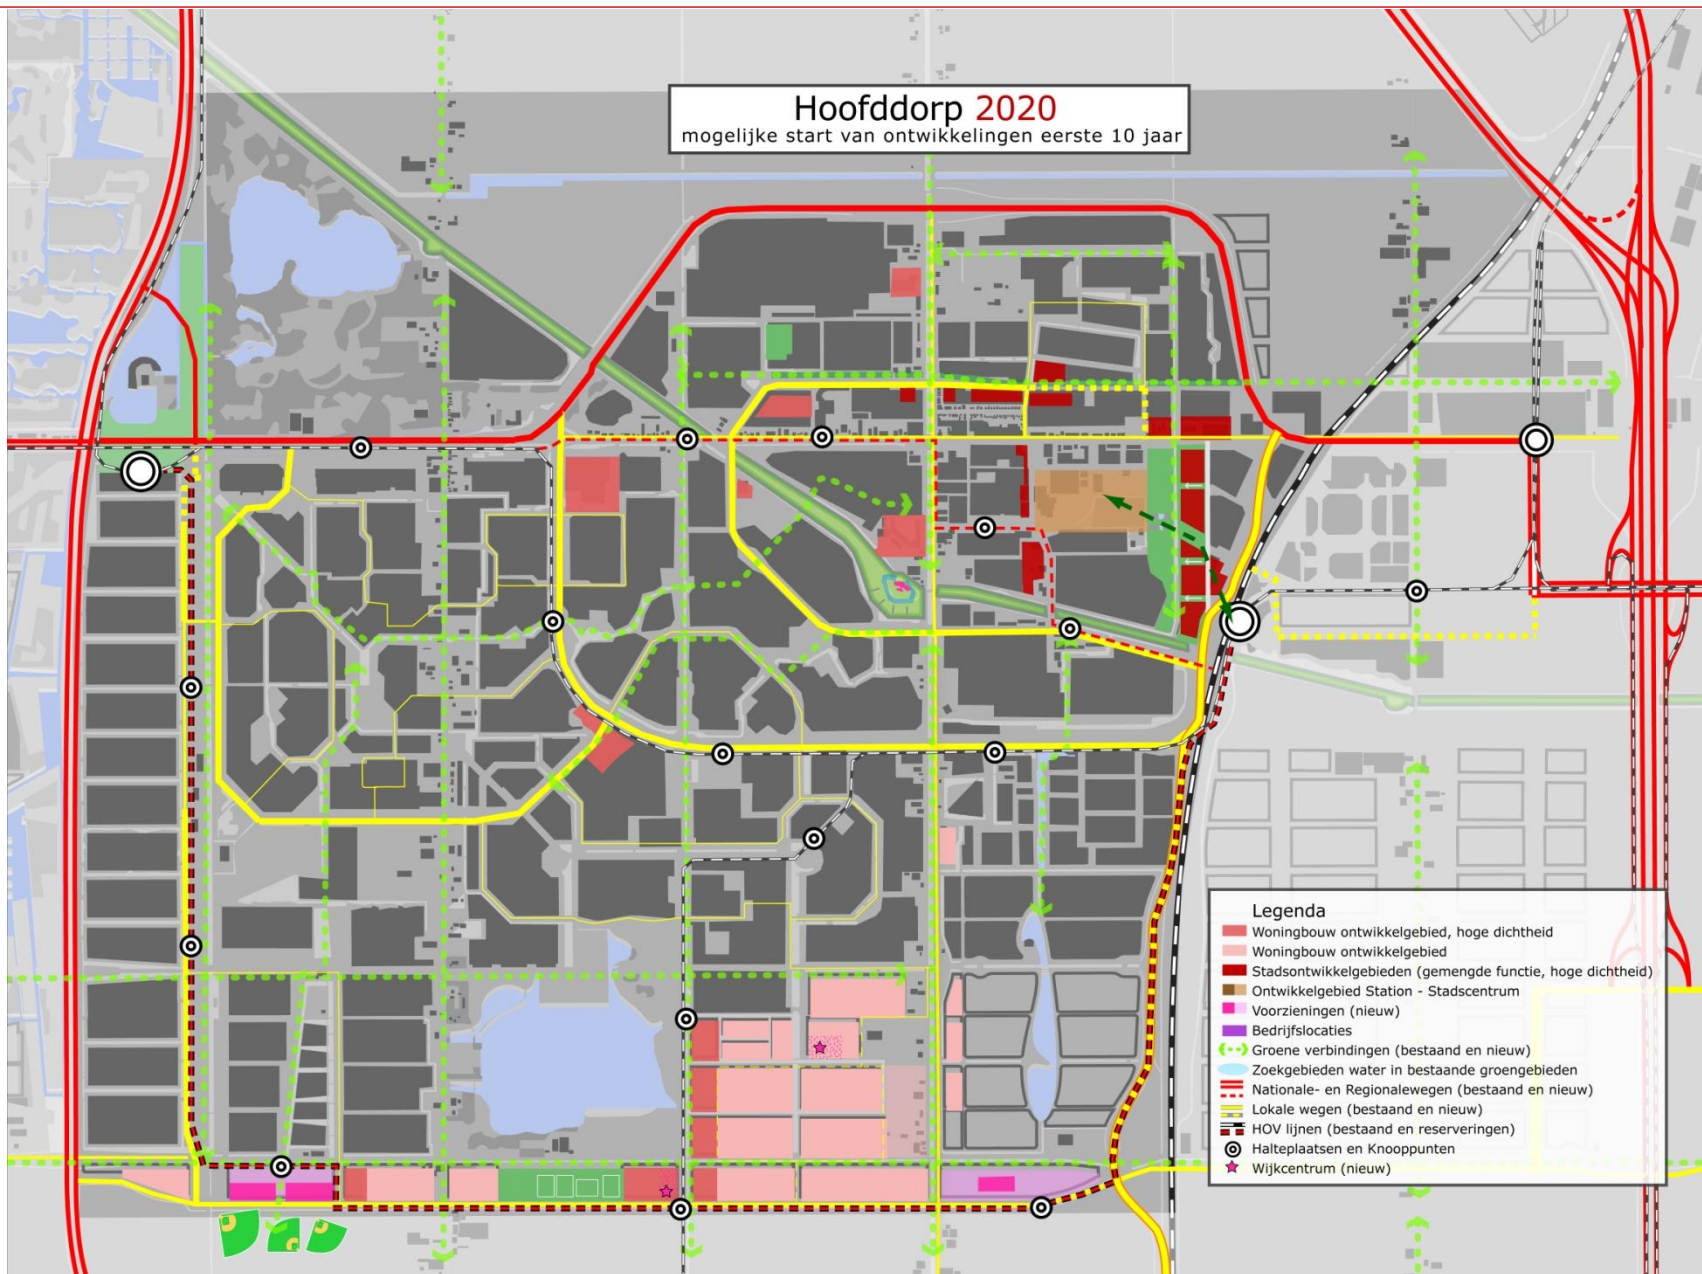 Hoofddorp 2020
mogelijke start van ontwikkelingen eerste 10 jaar
Legenda
Woningbouw ontwikkelgebied, hoge dichtheid
Woningbouw ontwikkelgebied
Stadsontwikkelgebieden (gemengde functie, hoge dichtheid)
Ontwikkelgebied Station - Stadscentrum
Voorzieningen (nieuw)
Bedrijfslocaties
Groene verbindingen (bestaand en nieuw)
Zoekgebieden water in bestaande groengebieden
Nationale- en Regionalewegen (bestaand en nieuw)
Lokale wegen (bestaand en nieuw)
HOV lijnen (bestaand en reserveringen)
Halteplaatsen en Knooppunten
Wijkcentrum (nieuw)